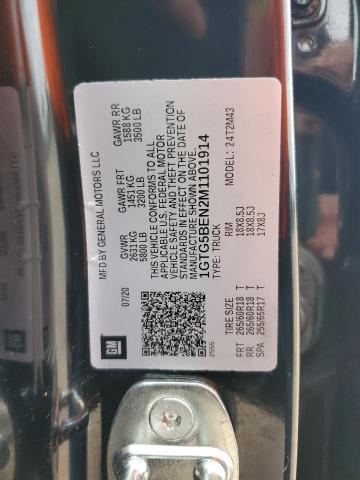 MFD BY GENERAL MOTORS LLC
07/20
GVWR GAWR FRT GAWR RR
2631 KG 1451 KG 1588 KG
5800 LB 3200 LB 3500 LB
THIS VEHICLE CONFORMS TO ALL
APPLICABLE U.S. FEDERAL MOTOR
VEHICLE SAFETY AND THEFT PREVENTION
STANDARDS IN EFFECT ON THE DATE OF
MANUFACTURE SHOWN ABOVE.
1GTG5BEN2M1101914
TYPE: TRUCK MODEL: 24T2M43
TIRE SIZE RIM
FRT 265/60R18 T 18X8.5J
RR 265/60R18 T 18X8.5J
SPA 255/65R17 T 17X8J
GM